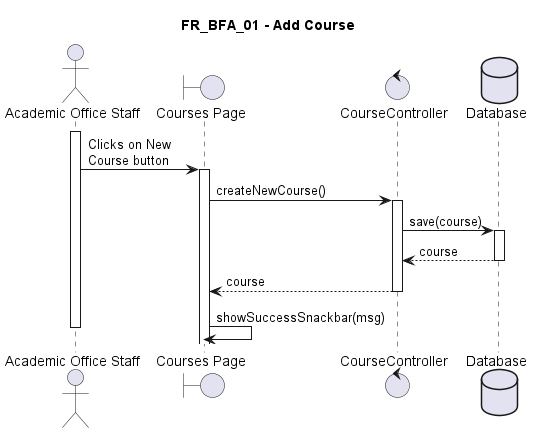 FR_BFA_01 - Add Course
Academic Office Staff
Courses Page
CourseController
Database
Clicks on New
Course button
createNewCourse()
save(course)
course
course
showSuccessSnackbar(msg)
Academic Office Staff
Courses Page
CourseController
Database